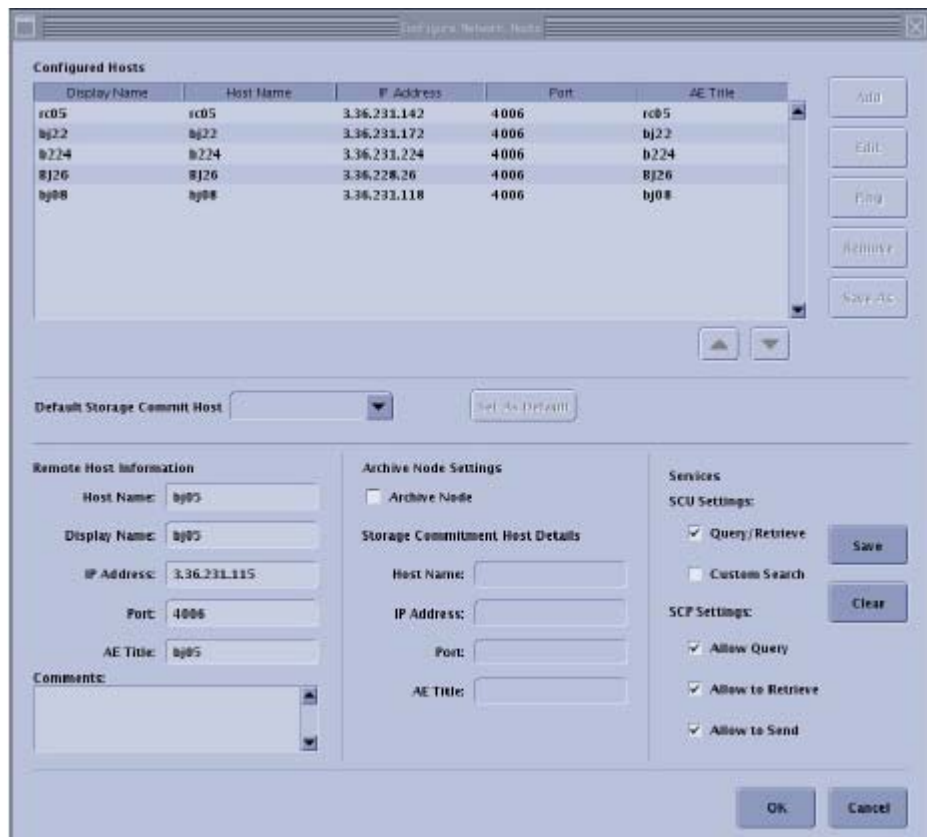 Configure Network Hosts
Configured Hosts
Display Name Host Name IP Address Port AE Title
rc05 rc05 3.36.231.142 4006 rc05
bj22 bj22 3.36.231.172 4006 bj22
b224 b224 3.36.231.224 4006 b224
BJ26 BJ26 3.36.228.26 4006 BJ26
bj08 bj08 3.36.231.118 4006 bj08
Add
Edit
Ping
Remove
Save As
Default Storage Commit Host
Set As Default
Remote Host Information
Host Name: bj05
Display Name: bj05
IP Address: 3.36.231.115
Port: 4006
AE Title: bj05
Comments:
Archive Node Settings
Archive Node
Storage Commitment Host Details
Host Name:
IP Address:
Port:
AE Title:
Services
SCU Settings:
Query/Retrieve
Custom Search
SCP Settings:
Allow Query
Allow to Retrieve
Allow to Send
Save
Clear
OK
Cancel